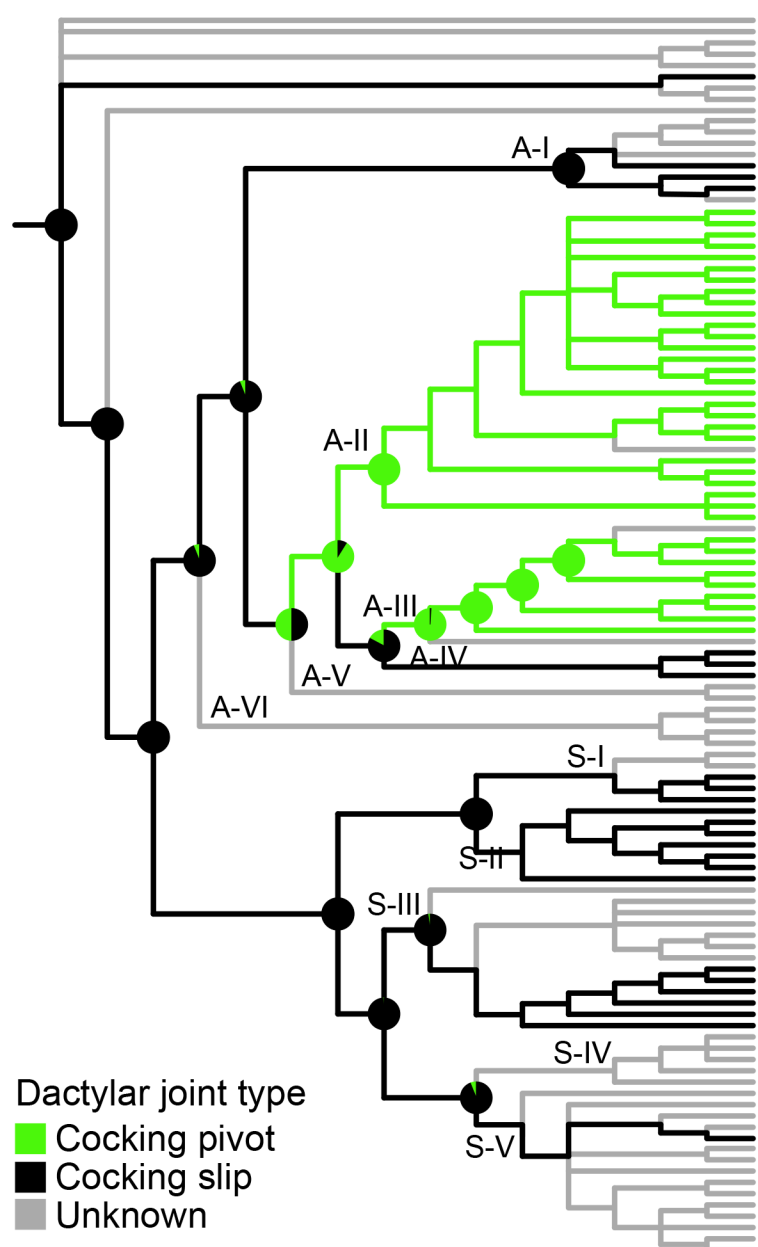 A-I
A-II
A-III
A-IV
A-V
A-VI
S-I
S-II
S-III
S-IV
S-V
Dactylar joint type
Cocking pivot
Cocking slip
Unknown